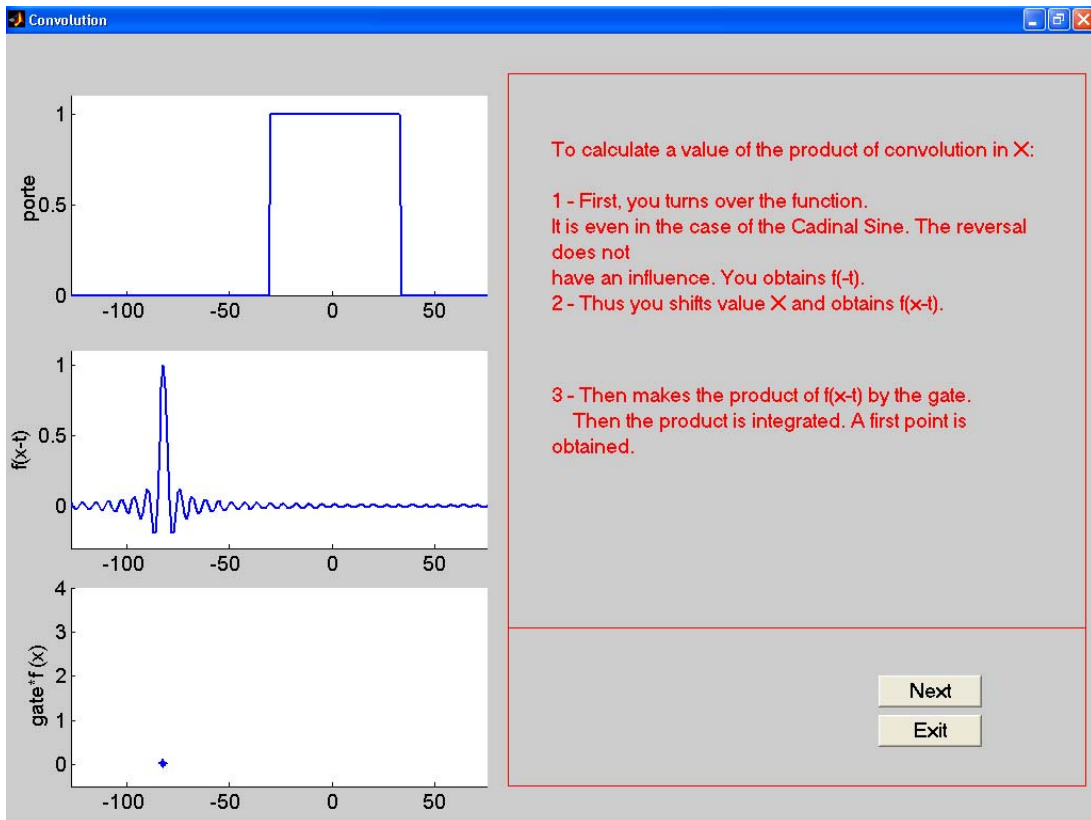 Convolution
porte
1
0.5
0
-100
-50
0
50
f(x-t)
1
0.5
0
-100
-50
0
50
gate*f (x)
4
3
2
1
0
-100
-50
0
50
To calculate a value of the product of convolution in X:
1 - First, you turns over the function.
It is even in the case of the Cadinal Sine. The reversal
does not
have an influence. You obtains f(-t).
2 - Thus you shifts value X and obtains f(x-t).
3 - Then makes the product of f(x-t) by the gate.
Then the product is integrated. A first point is
obtained.
Next
Exit